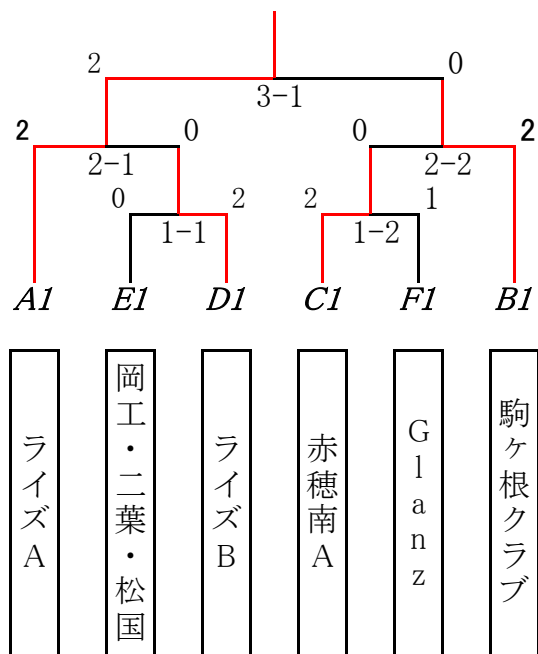 2 0
3-1
2 0 0 2
2-1 2-2
0 2 2 1
1-1 1-2
A1 E1 D1 C1 F1 B1
ライズA
岡工・二葉・松国
ライズB
赤穂南A
Glanz
駒ヶ根クラブ